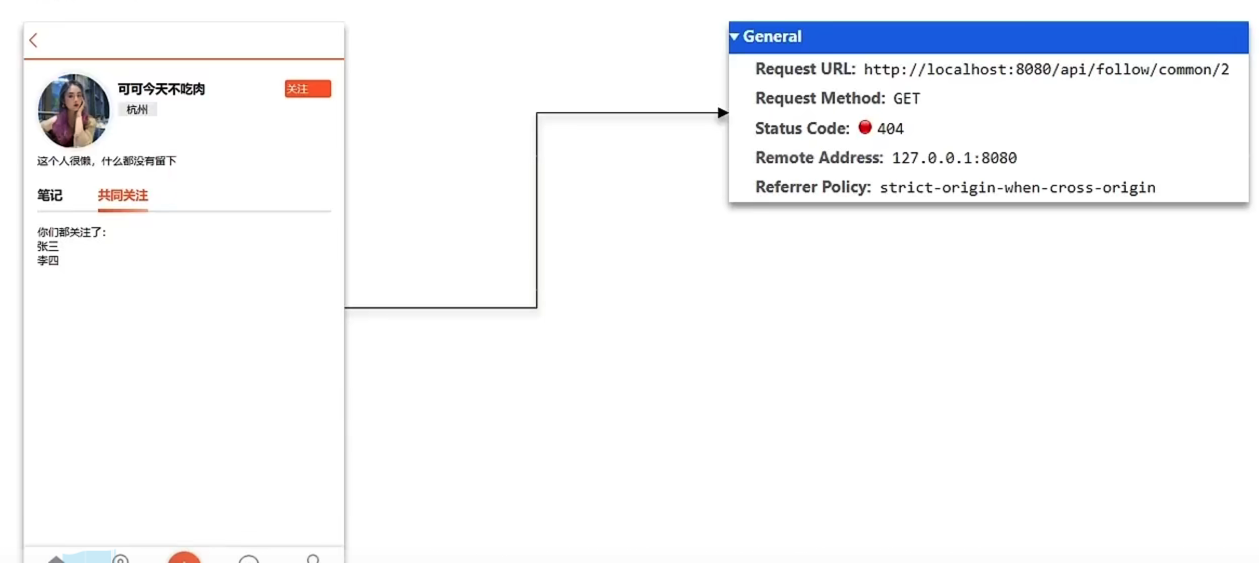 可可今天不吃肉
关注
杭州
这个人很懒，什么都没有留下
笔记 共同关注
你们都关注了：
张三
李四
General
Request URL: http://localhost:8080/api/follow/common/2
Request Method: GET
Status Code: 404
Remote Address: 127.0.0.1:8080
Referrer Policy: strict-origin-when-cross-origin